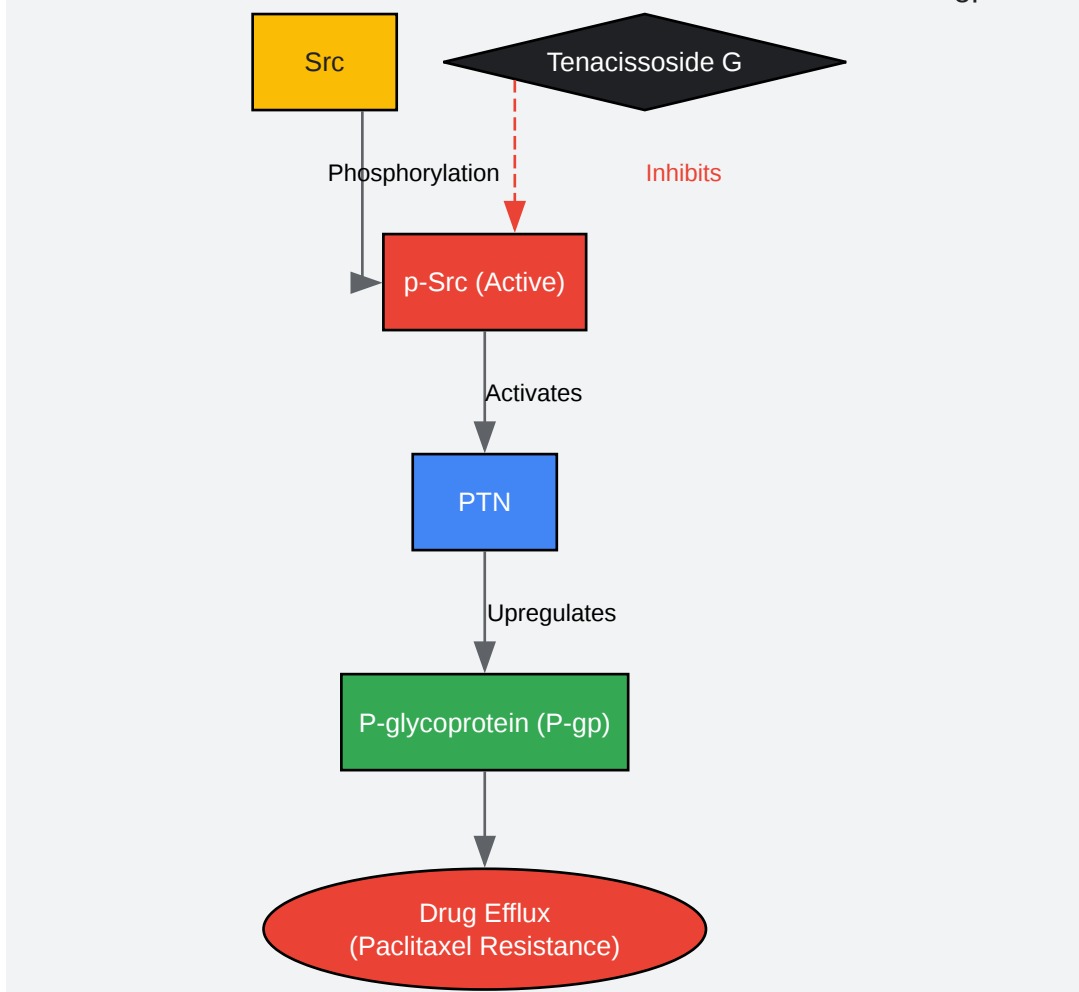 Src
Tenacissoside G
Phosphorylation
Inhibits
p-Src (Active)
Activates
PTN
Upregulates
P-glycoprotein (P-gp)
Drug Efflux
(Paclitaxel Resistance)